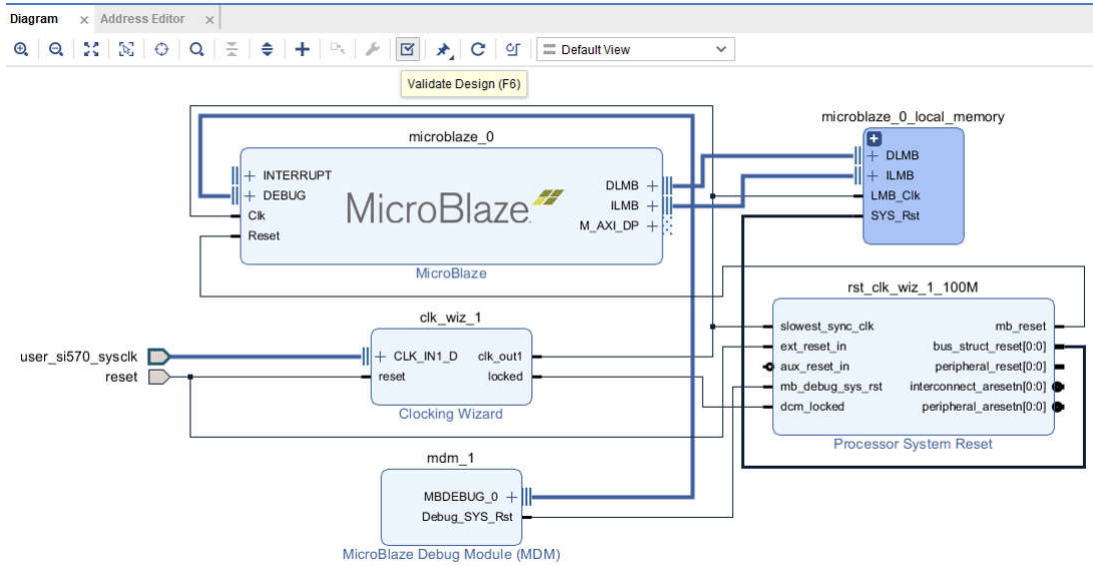 Diagram
Address Editor
Default View
Validate Design (F6)
microblaze_0
INTERRUPT
DEBUG
Clk
Reset
MicroBlaze
DLMB
ILMB
M_AXI_DP
MicroBlaze
microblaze_0_local_memory
DLMB
ILMB
LMB_Clk
SYS_Rst
user_si570_sysclk
reset
clk_wiz_1
CLK_IN1_D
reset
clk_out1
locked
Clocking Wizard
rst_clk_wiz_1_100M
slowest_sync_clk
ext_reset_in
aux_reset_in
mb_debug_sys_rst
dcm_locked
mb_reset
bus_struct_reset[0:0]
peripheral_reset[0:0]
interconnect_aresetn[0:0]
peripheral_aresetn[0:0]
Processor System Reset
mdm_1
MBDEBUG_0
Debug_SYS_Rst
MicroBlaze Debug Module (MDM)